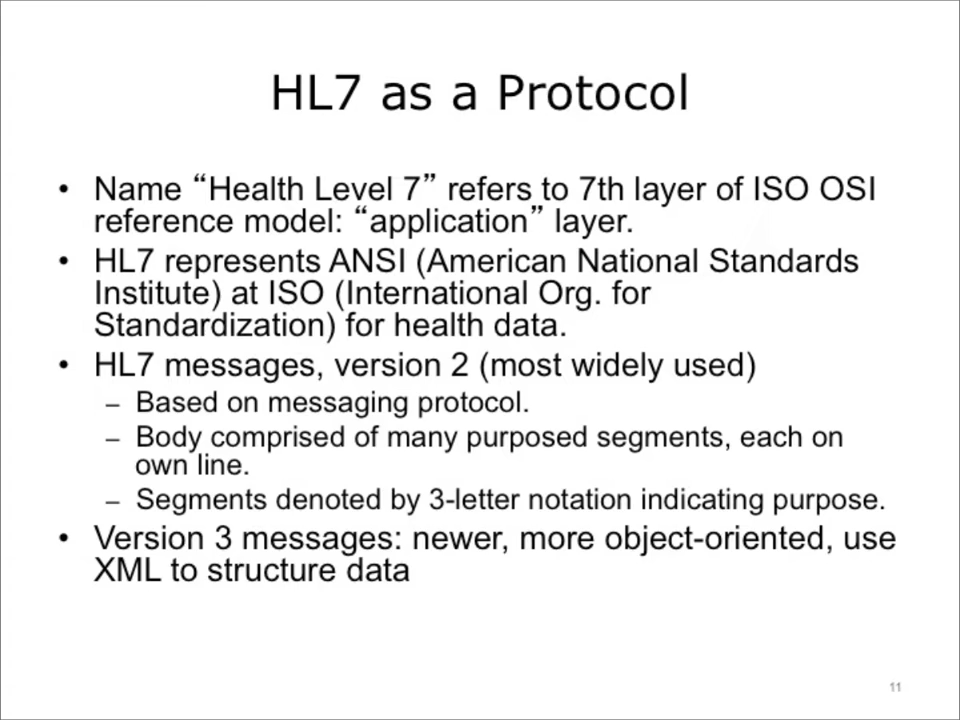 HL7 as a Protocol
• Name “Health Level 7” refers to 7th layer of ISO OSI
reference model: “application” layer.
• HL7 represents ANSI (American National Standards
Institute) at ISO (International Org. for
Standardization) for health data.
• HL7 messages, version 2 (most widely used)
– Based on messaging protocol.
– Body comprised of many purposed segments, each on
own line.
– Segments denoted by 3-letter notation indicating purpose.
• Version 3 messages: newer, more object-oriented, use
XML to structure data
11